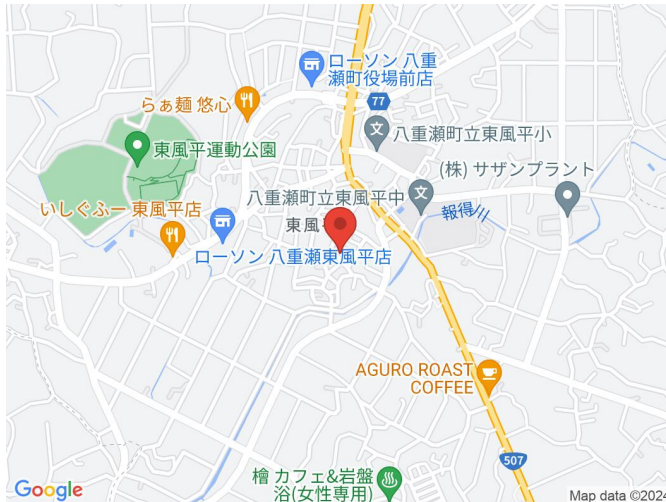 ローソン 八重
瀬町役場前店
らぁ麺 悠心
77
八重瀬町立東風平小
東風平運動公園
(株) サザンプラント
八重瀬町立東風平中
いしぐふー 東風平店
東風
報得川
ローソン 八重瀬東風平店
AGURO ROAST
COFFEE
507
檜 カフェ&岩盤
浴(女性専用)
Google
Map data ©2024